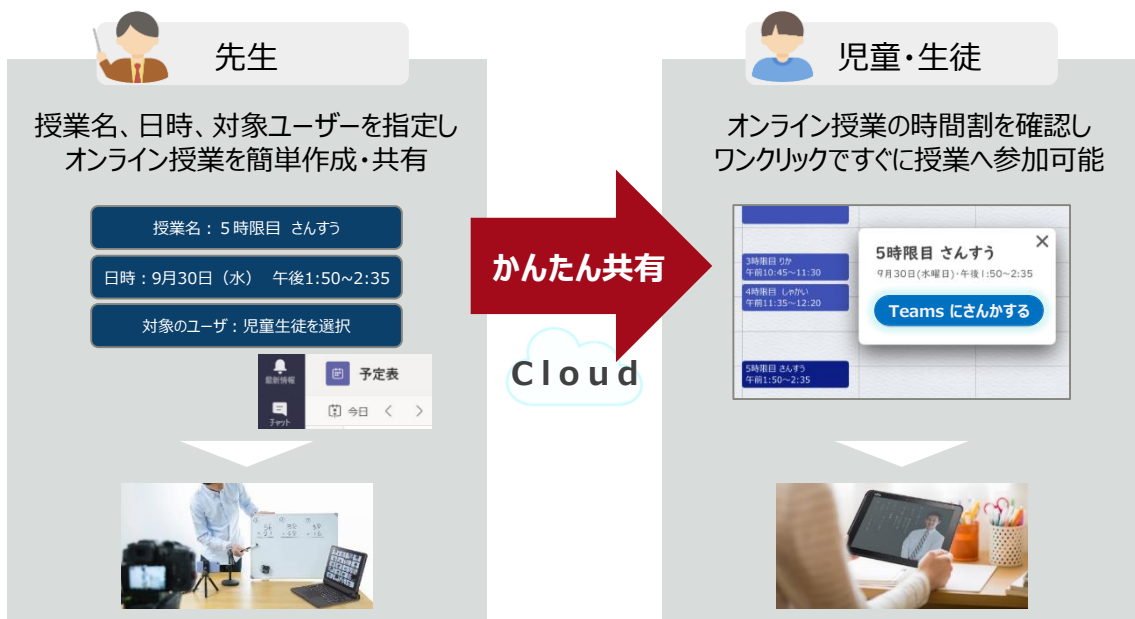 先生
授業名、日時、対象ユーザーを指定し
オンライン授業を簡単作成・共有
授業名：５時限目 さんすう
日時：9月30日（水） 午後1:50~2:35
対象のユーザ：児童生徒を選択
最新情報
予定表
チャット
今日
かんたん共有
Cloud
児童・生徒
オンライン授業の時間割を確認し
ワンクリックですぐに授業へ参加可能
3時限目 りか
午前10:45~11:30
4時限目 しゃかい
午前11:35~12:20
5時限目 さんすう
午前1:50~2:35
5時限目 さんすう
9月30日(水曜日)・午後1:50~2:35
Teams にさんかする